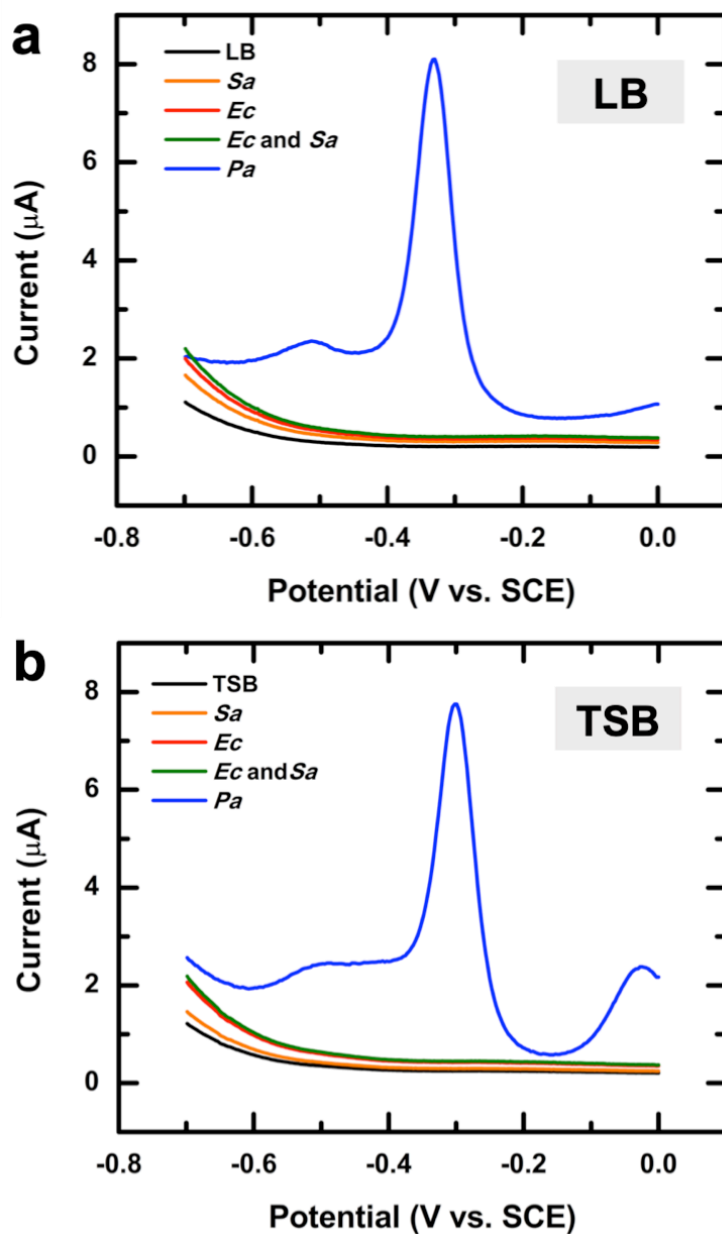 a
LB
Sa
Ec
Ec and Sa
Pa
LB
8
6
4
2
0
Current (µA)
-0.8
-0.6
-0.4
-0.2
0.0
Potential (V vs. SCE)
b
TSB
Sa
Ec
Ec andSa
Pa
TSB
8
6
4
2
0
Current (µA)
-0.8
-0.6
-0.4
-0.2
0.0
Potential (V vs. SCE)